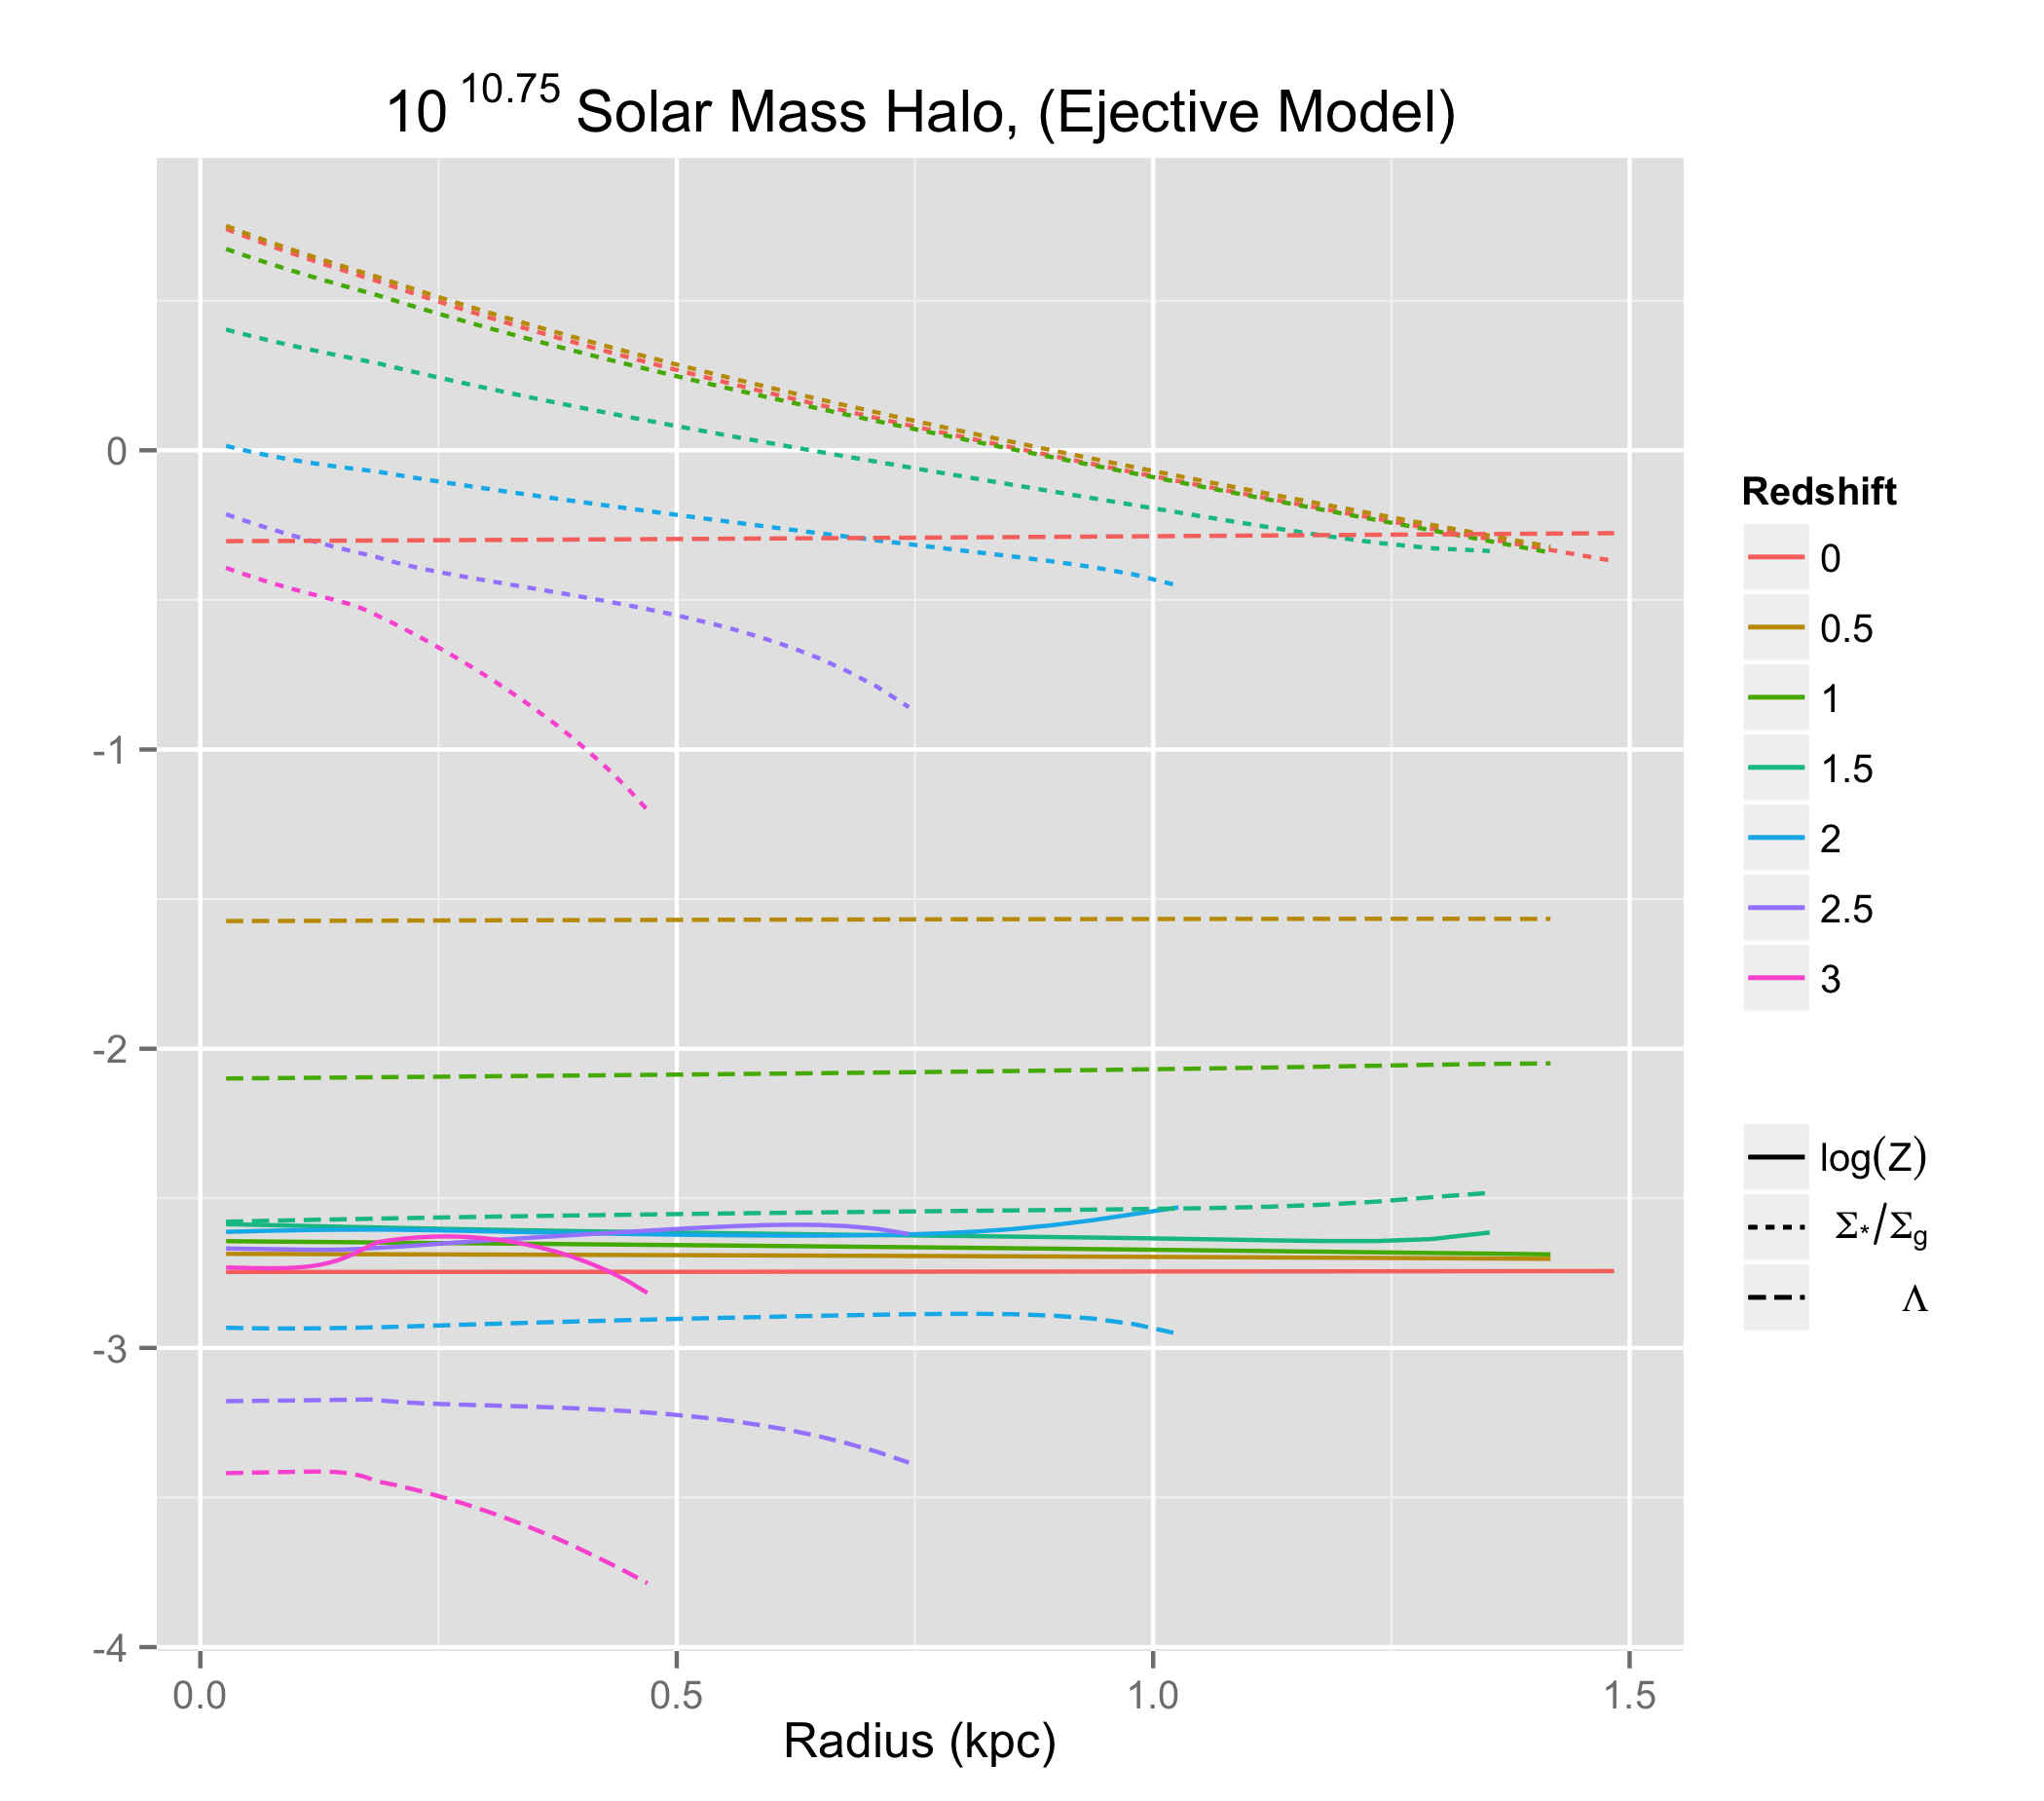 10^10.75 Solar Mass Halo, (Ejective Model)
0
-1
-2
-3
-4
0.0 0.5 1.0 1.5
Radius (kpc)
Redshift
0
0.5
1
1.5
2
2.5
3
log(Z)
Σ*/Σg
Λ